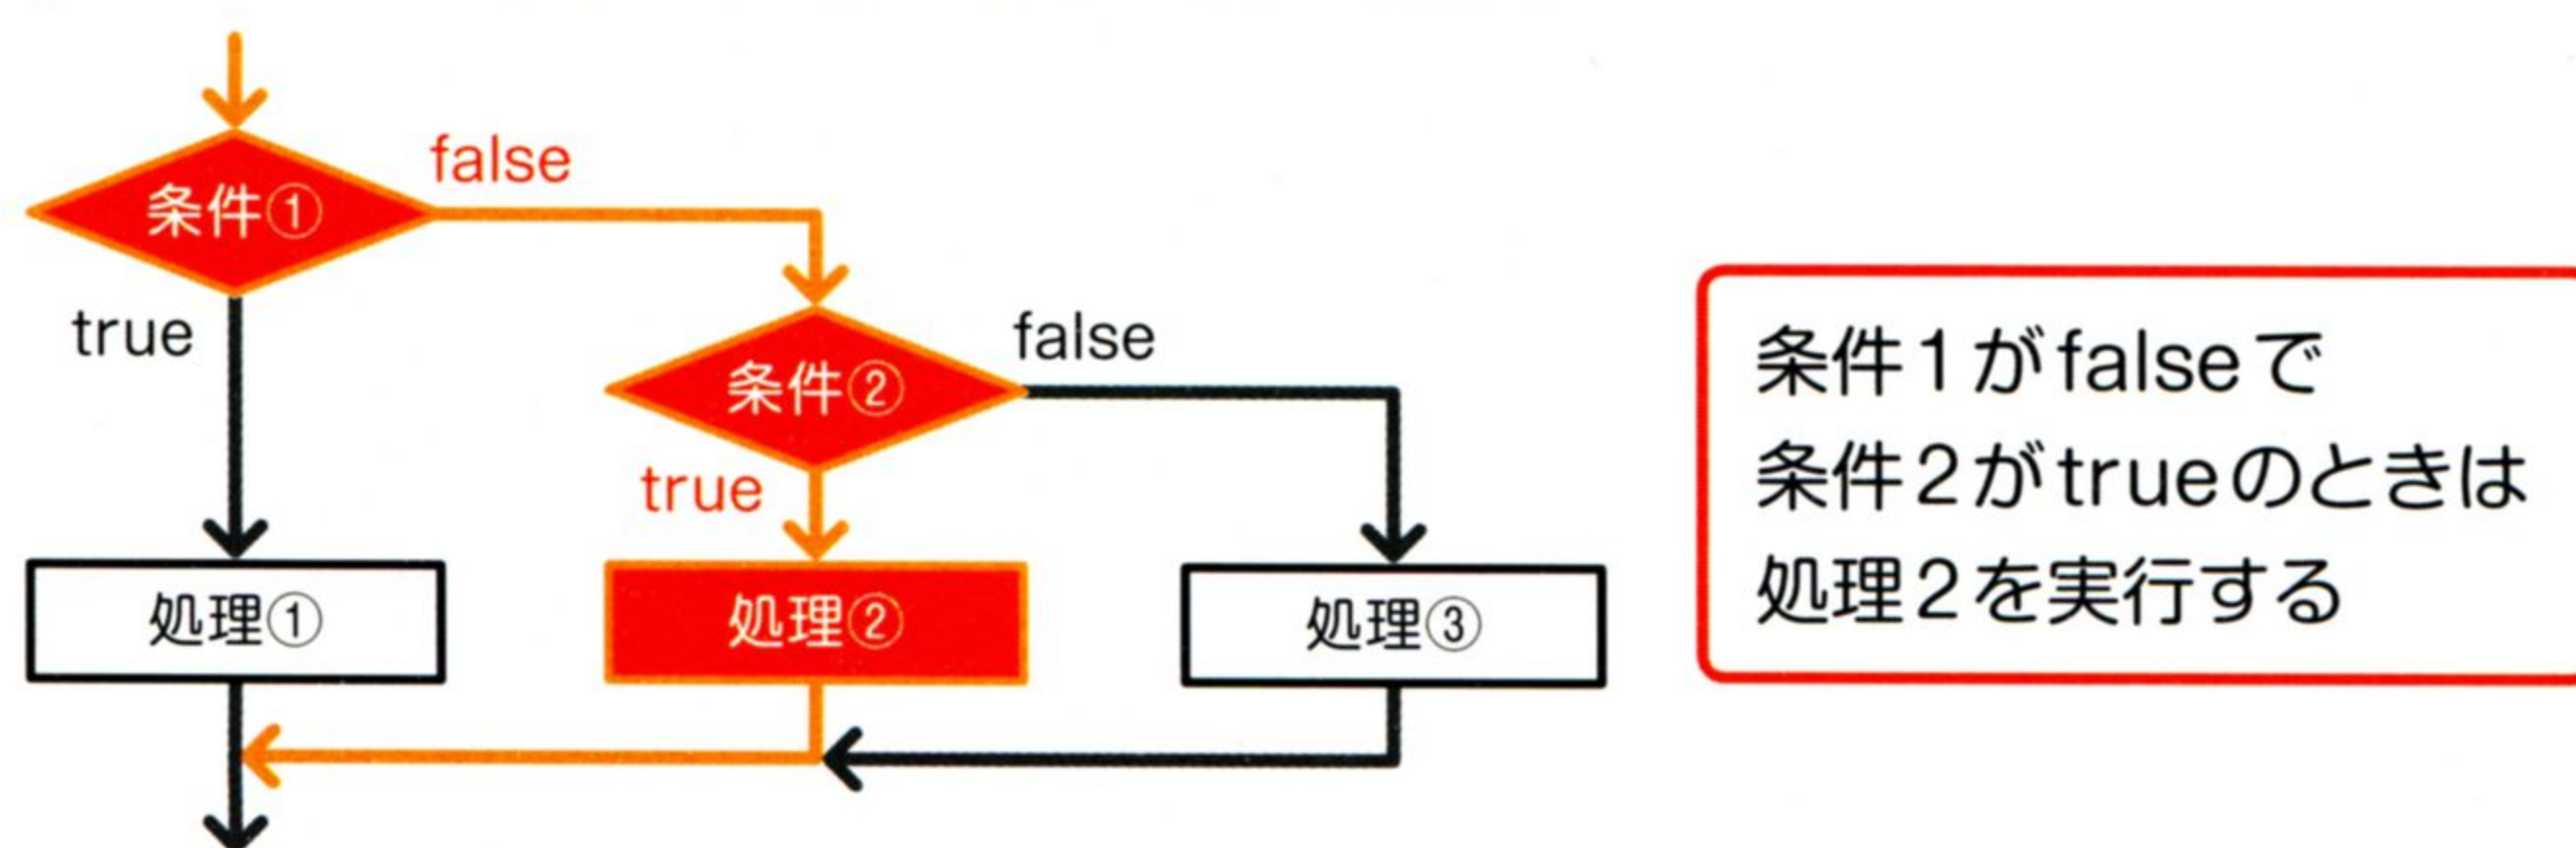 false
条件①
true
false
条件②
true
処理①
処理②
処理③
条件1がfalseで
条件2がtrueのときは
処理2を実行する